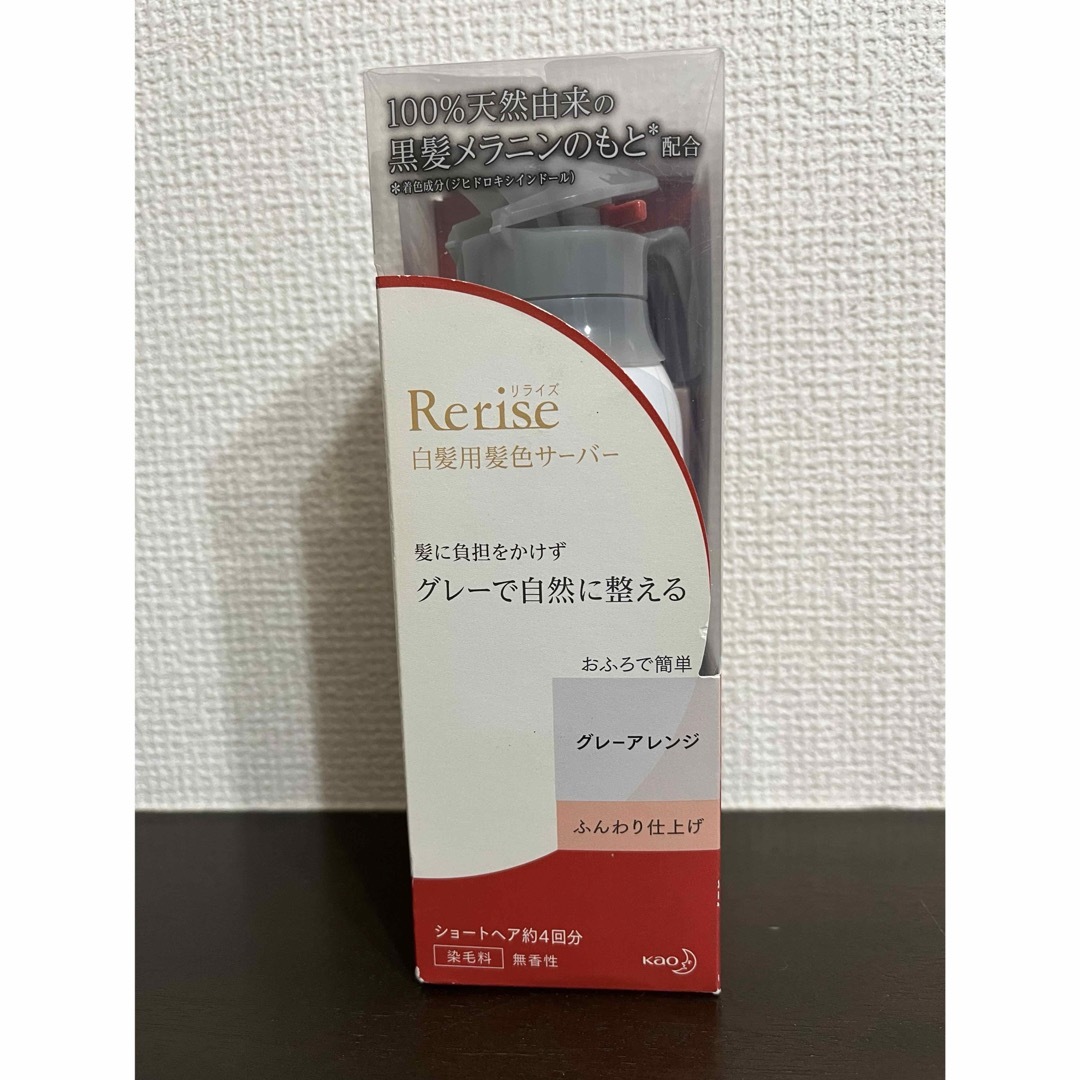 100%天然由来の
黒髪メラニンのもと*配合
*着色成分(ジヒドロキシインドール)
リライズ
Rerise
白髪用髪色サーバー
髪に負担をかけず
グレーで自然に整える
おふろで簡単
グレーアレンジ
ふんわり仕上げ
ショートヘア約4回分
染毛料 無香性
Kao